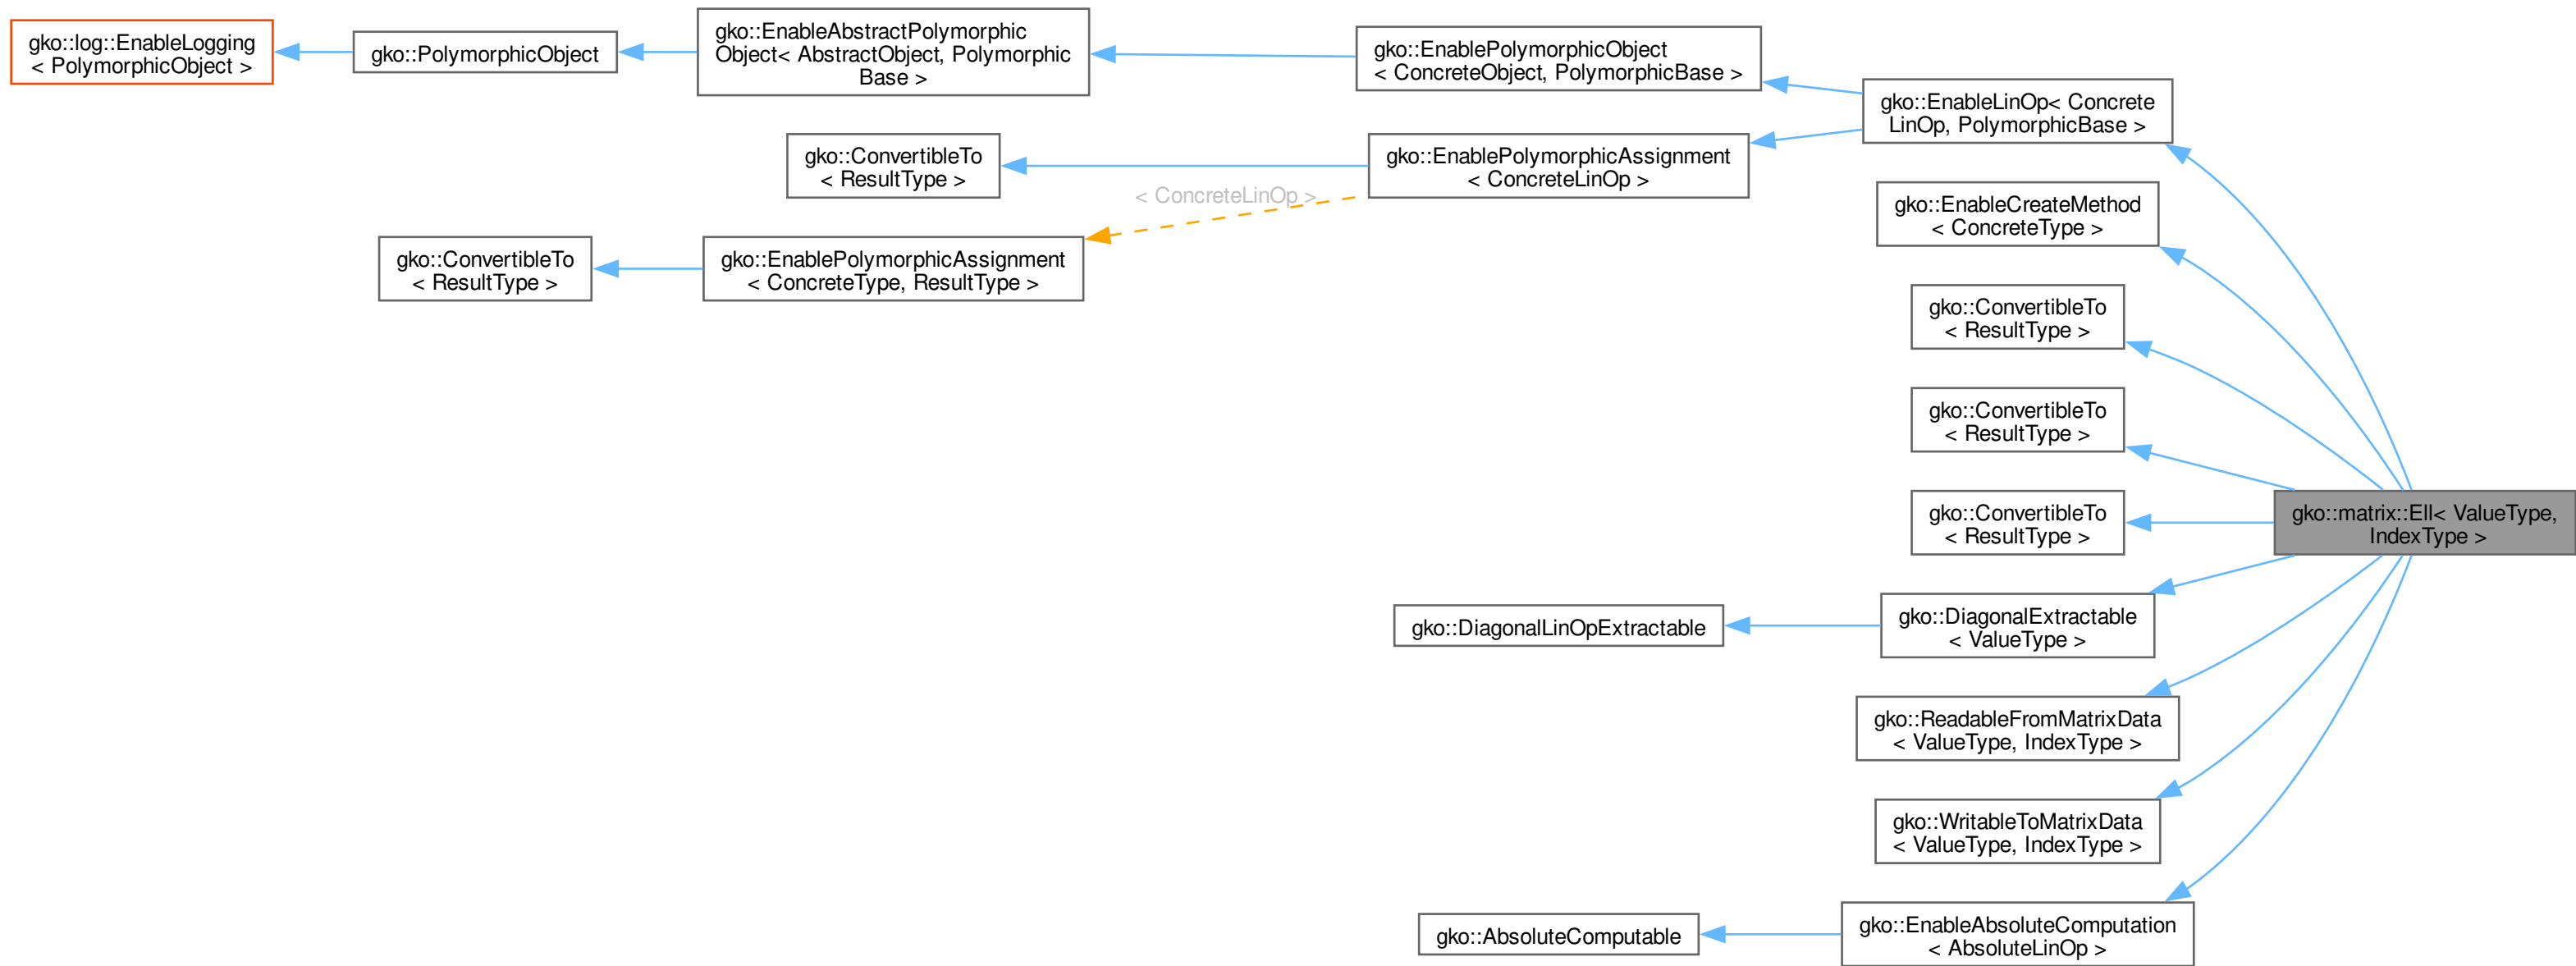 gko::log::EnableLogging
< PolymorphicObject >
gko::PolymorphicObject
gko::EnableAbstractPolymorphic
Object< AbstractObject, Polymorphic
Base >
gko::EnablePolymorphicObject
< ConcreteObject, PolymorphicBase >
gko::EnableLinOp< Concrete
LinOp, PolymorphicBase >
gko::ConvertibleTo
< ResultType >
gko::EnablePolymorphicAssignment
< ConcreteLinOp >
< ConcreteLinOp >
gko::ConvertibleTo
< ResultType >
gko::EnablePolymorphicAssignment
< ConcreteType, ResultType >
gko::EnableCreateMethod
< ConcreteType >
gko::ConvertibleTo
< ResultType >
gko::ConvertibleTo
< ResultType >
gko::ConvertibleTo
< ResultType >
gko::matrix::Ell< ValueType,
IndexType >
gko::DiagonalLinOpExtractable
gko::DiagonalExtractable
< ValueType >
gko::ReadableFromMatrixData
< ValueType, IndexType >
gko::WritableToMatrixData
< ValueType, IndexType >
gko::AbsoluteComputable
gko::EnableAbsoluteComputation
< AbsoluteLinOp >